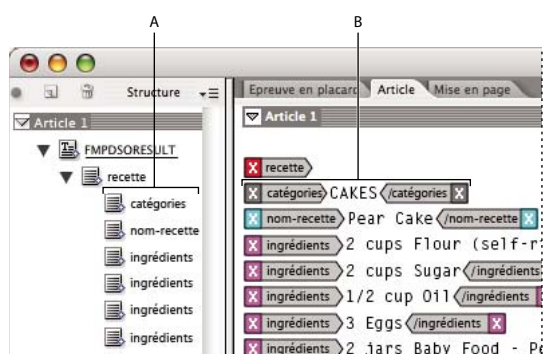 A
B
Structure
Epreuve en placard Article Mise en page
Article 1
FMPDSORESULT
recette
catégories
nom-recette
ingrédients
ingrédients
ingrédients
ingrédients
Article 1
recette
catégories CAKES /catégories
nom-recette Pear Cake /nom-recette
ingrédients 2 cups Flour (self-r
ingrédients 2 cups Sugar /ingrédients
ingrédients 1/2 cup Oil /ingrédients
ingrédients 3 Eggs /ingrédients
ingrédients 2 jars Baby Food - Pe